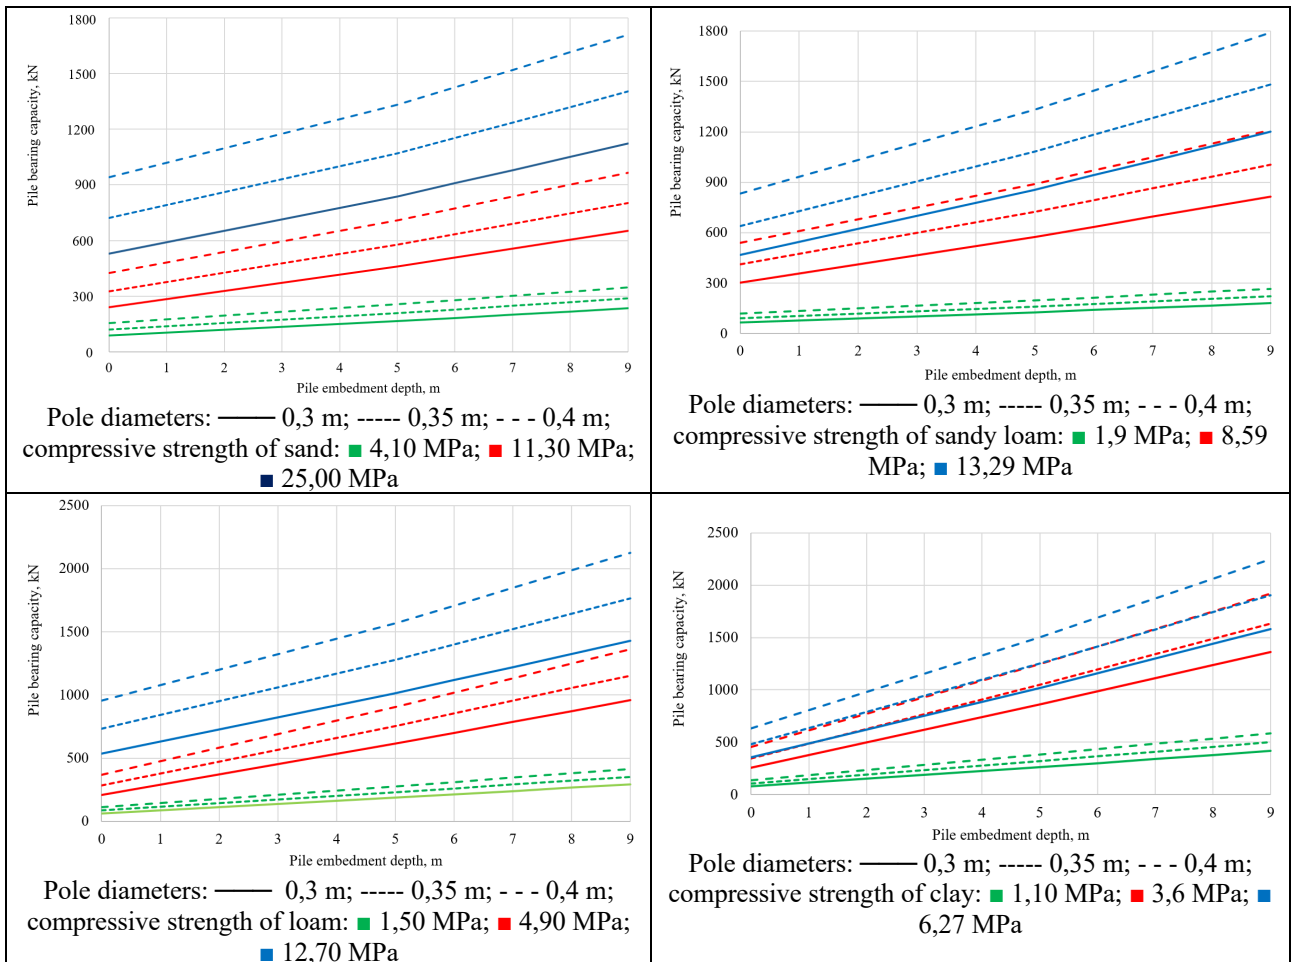 Pile bearing capacity, kN
1800
1500
1200
900
600
300
0
0 1 2 3 4 5 6 7 8 9
Pile embedment depth, m
Pole diameters: —— 0,3 m; ----- 0,35 m; - - - 0,4 m;
compressive strength of sand: ■ 4,10 MPa; ■ 11,30 MPa;
■ 25,00 MPa
Pile bearing capacity, kN
1800
1500
1200
900
600
300
0
0 1 2 3 4 5 6 7 8 9
Pile embedment depth, m
Pole diameters: —— 0,3 m; ----- 0,35 m; - - - 0,4 m;
compressive strength of sandy loam: ■ 1,9 MPa; ■ 8,59
MPa; ■ 13,29 MPa
Pile bearing capacity, kN
2500
2000
1500
1000
500
0
0 1 2 3 4 5 6 7 8 9
Pile embedment depth, m
Pole diameters: —— 0,3 m; ----- 0,35 m; - - - 0,4 m;
compressive strength of loam: ■ 1,50 MPa; ■ 4,90 MPa;
■ 12,70 MPa
Pile bearing capacity, kN
2500
2000
1500
1000
500
0
0 1 2 3 4 5 6 7 8 9
Pile embedment depth, m
Pole diameters: —— 0,3 m; ----- 0,35 m; - - - 0,4 m;
compressive strength of clay: ■ 1,10 MPa; ■ 3,6 MPa; ■
6,27 MPa